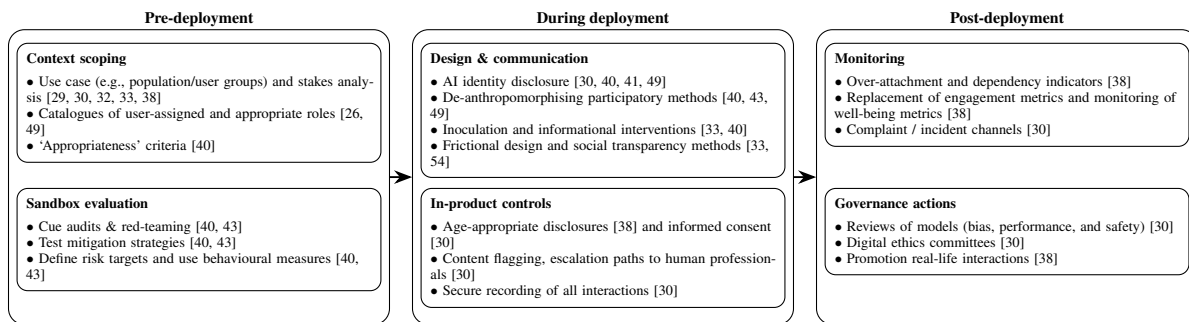 Pre-deployment
Context scoping
● Use case (e.g., population/user groups) and stakes analy-
sis [29, 30, 32, 33, 38]
● Catalogues of user-assigned and appropriate roles [26,
49]
● ‘Appropriateness’ criteria [40]
Sandbox evaluation
● Cue audits & red-teaming [40, 43]
● Test mitigation strategies [40, 43]
● Define risk targets and use behavioural measures [40,
43]
During deployment
Design & communication
● AI identity disclosure [30, 40, 41, 49]
● De-anthropomorphising participatory methods [40, 43,
49]
● Inoculation and informational interventions [33, 40]
● Frictional design and social transparency methods [33,
54]
In-product controls
● Age-appropriate disclosures [38] and informed consent
[30]
● Content flagging, escalation paths to human profession-
als [30]
● Secure recording of all interactions [30]
Post-deployment
Monitoring
● Over-attachment and dependency indicators [38]
● Replacement of engagement metrics and monitoring of
well-being metrics [38]
● Complaint / incident channels [30]
Governance actions
● Reviews of models (bias, performance, and safety) [30]
● Digital ethics committees [30]
● Promotion real-life interactions [38]